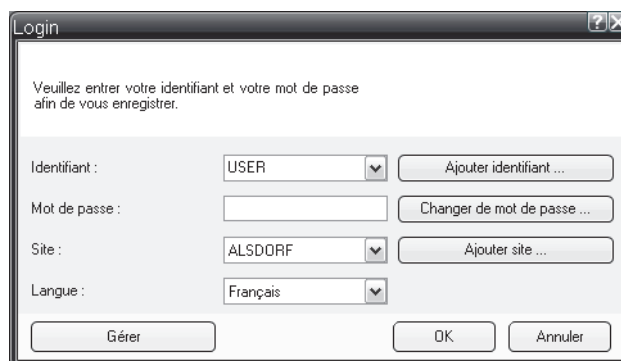 Login
Veuillez entrer votre identifiant et votre mot de passe
afin de vous enregistrer.
Identifiant : USER Ajouter identifiant ...
Mot de passe : Changer de mot de passe ...
Site : ALSDORF Ajouter site ...
Langue : Français
Gérer OK Annuler